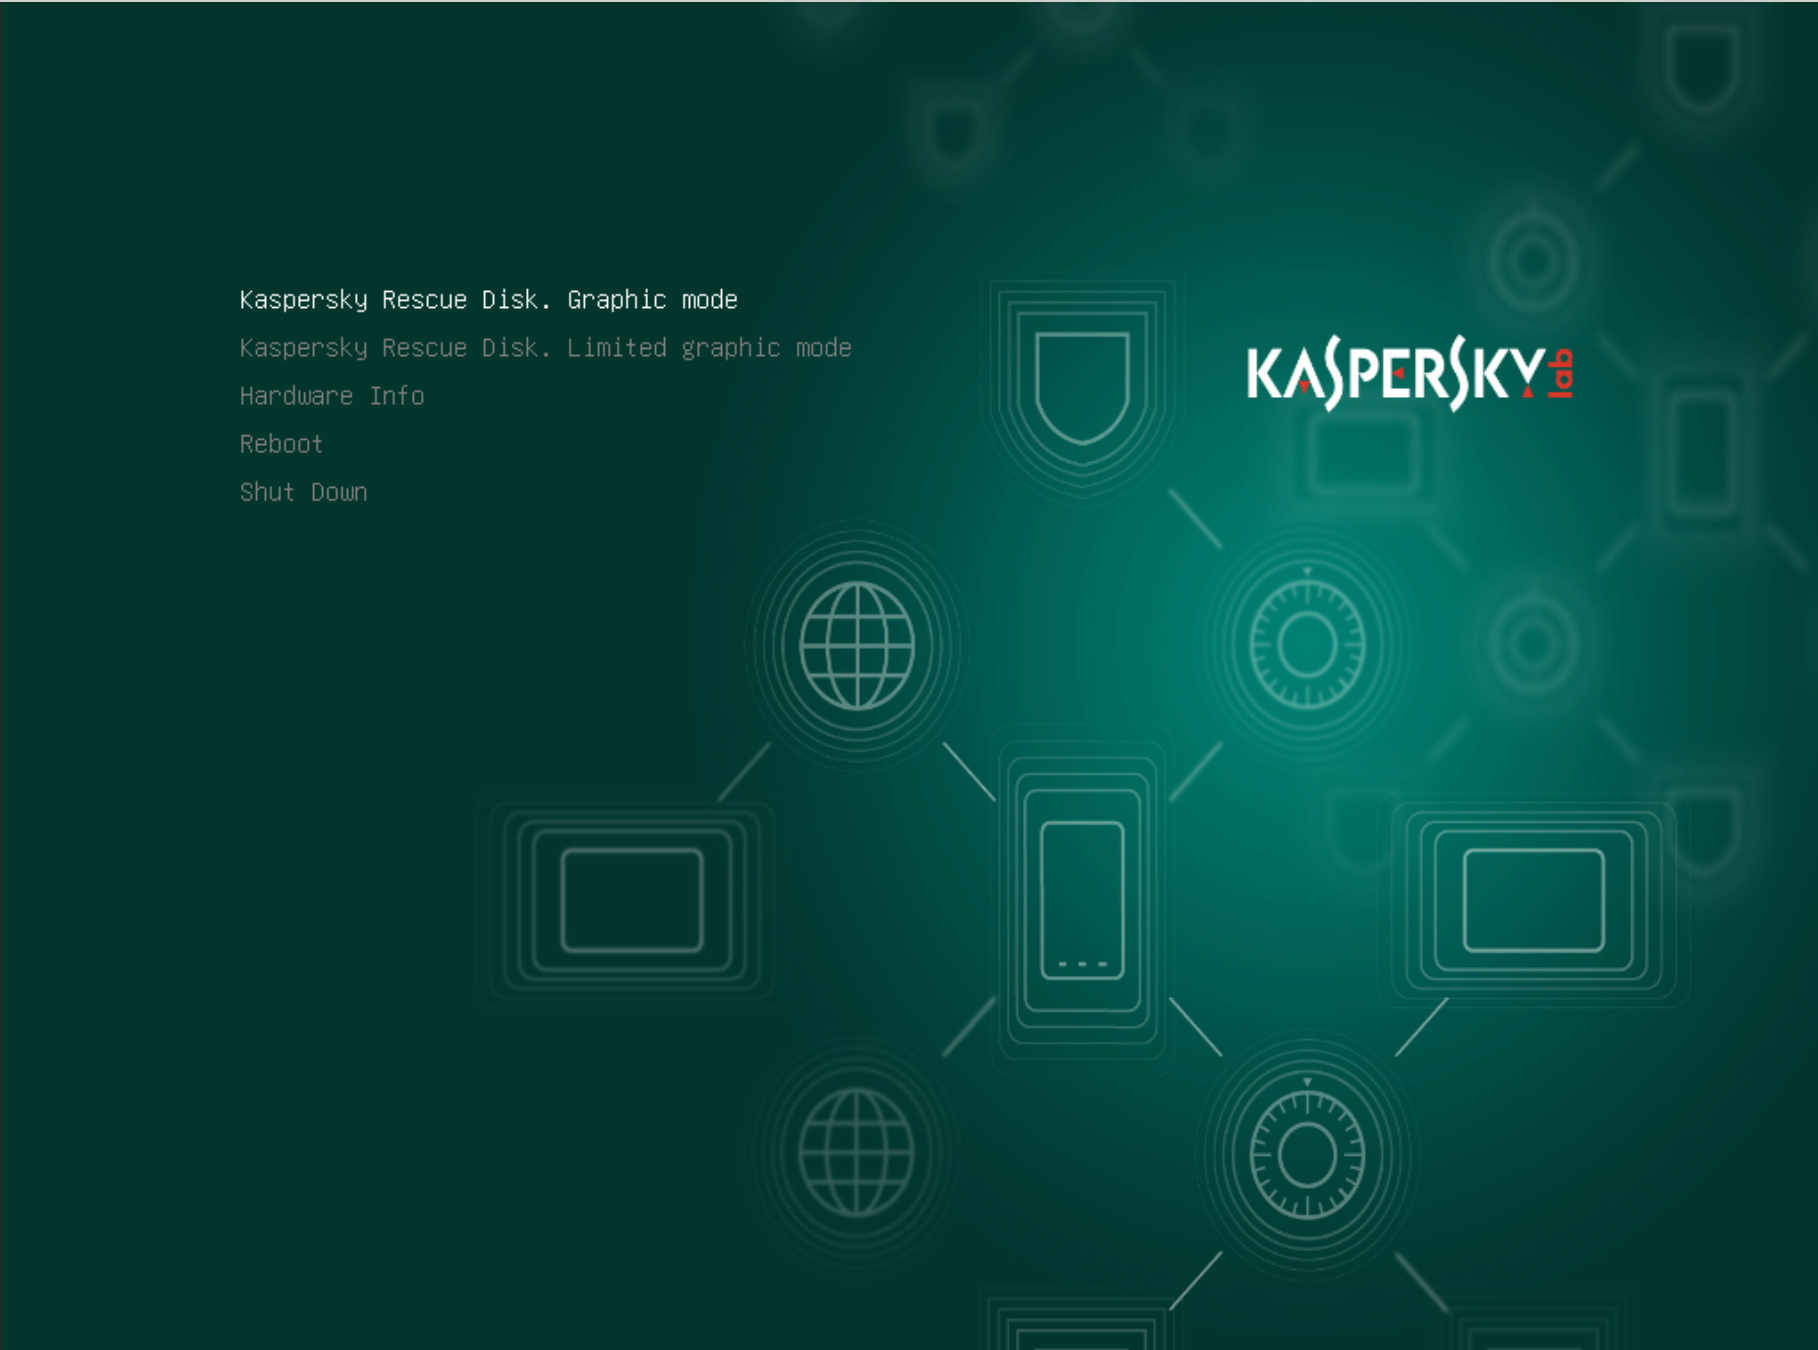 Kaspersky Rescue Disk. Graphic mode
Kaspersky Rescue Disk. Limited graphic mode
Hardware Info
Reboot
Shut Down
KASPERSKY lab